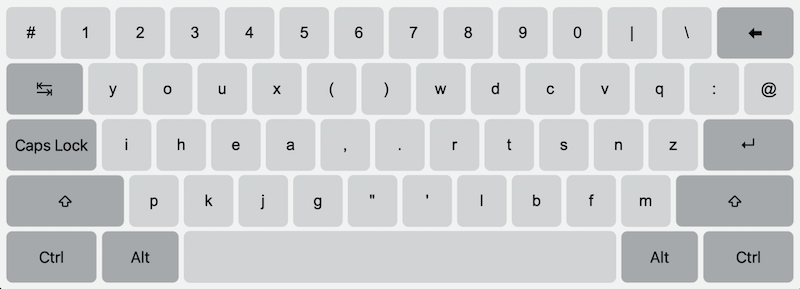 # 1 2 3 4 5 6 7 8 9 0 | \ ⬅
↹ y o u x ( ) w d c v q : @
Caps Lock i h e a , . r t s n z ↵
⇧ p k j g " ' l b f m ⇧
Ctrl Alt Alt Ctrl